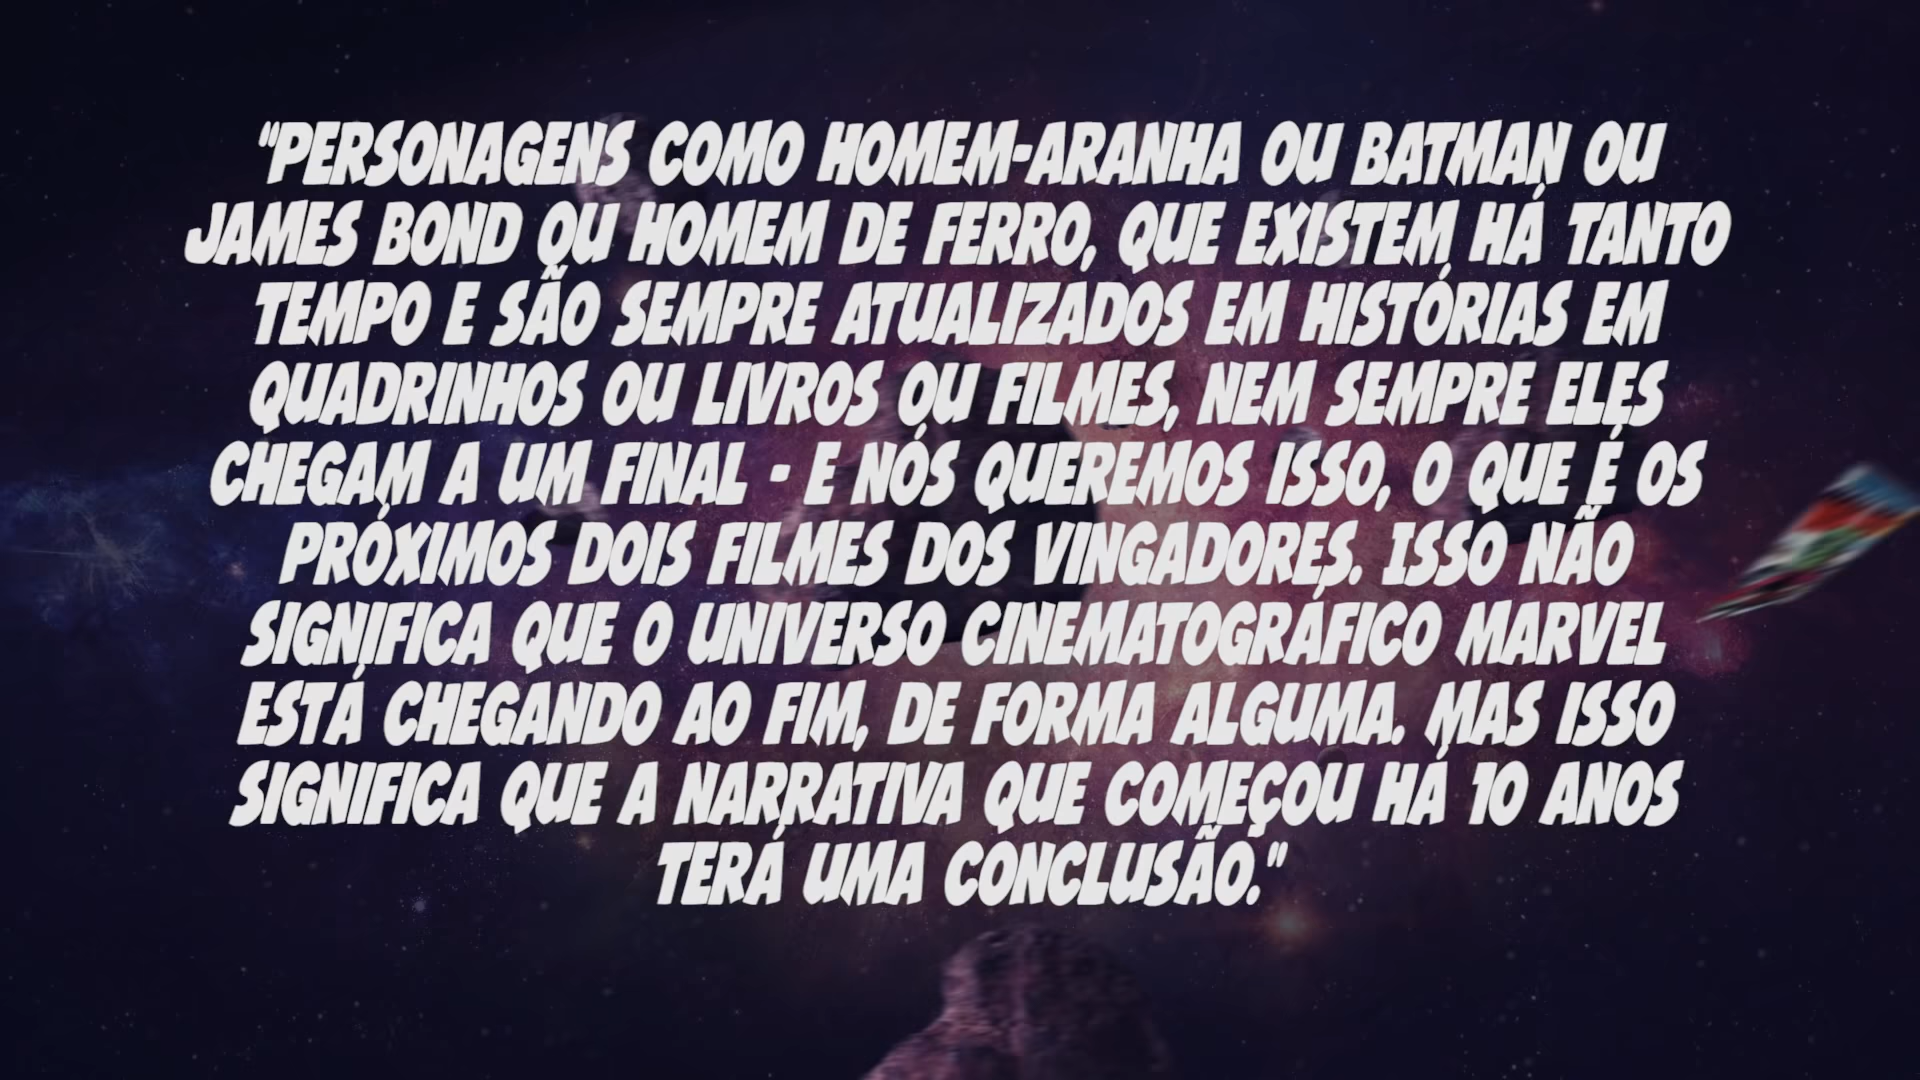 "PERSONAGENS COMO HOMEM-ARANHA OU BATMAN OU
JAMES BOND OU HOMEM DE FERRO, QUE EXISTEM HÁ TANTO
TEMPO E SÃO SEMPRE ATUALIZADOS EM HISTÓRIAS EM
QUADRINHOS OU LIVROS OU FILMES, NEM SEMPRE ELES
CHEGAM A UM FINAL - E NÓS QUEREMOS ISSO, O QUE É OS
PRÓXIMOS DOIS FILMES DOS VINGADORES. ISSO NÃO
SIGNIFICA QUE O UNIVERSO CINEMATOGRÁFICO MARVEL
ESTÁ CHEGANDO AO FIM, DE FORMA ALGUMA. MAS ISSO
SIGNIFICA QUE A NARRATIVA QUE COMEÇOU HÁ 10 ANOS
TERÁ UMA CONCLUSÃO."